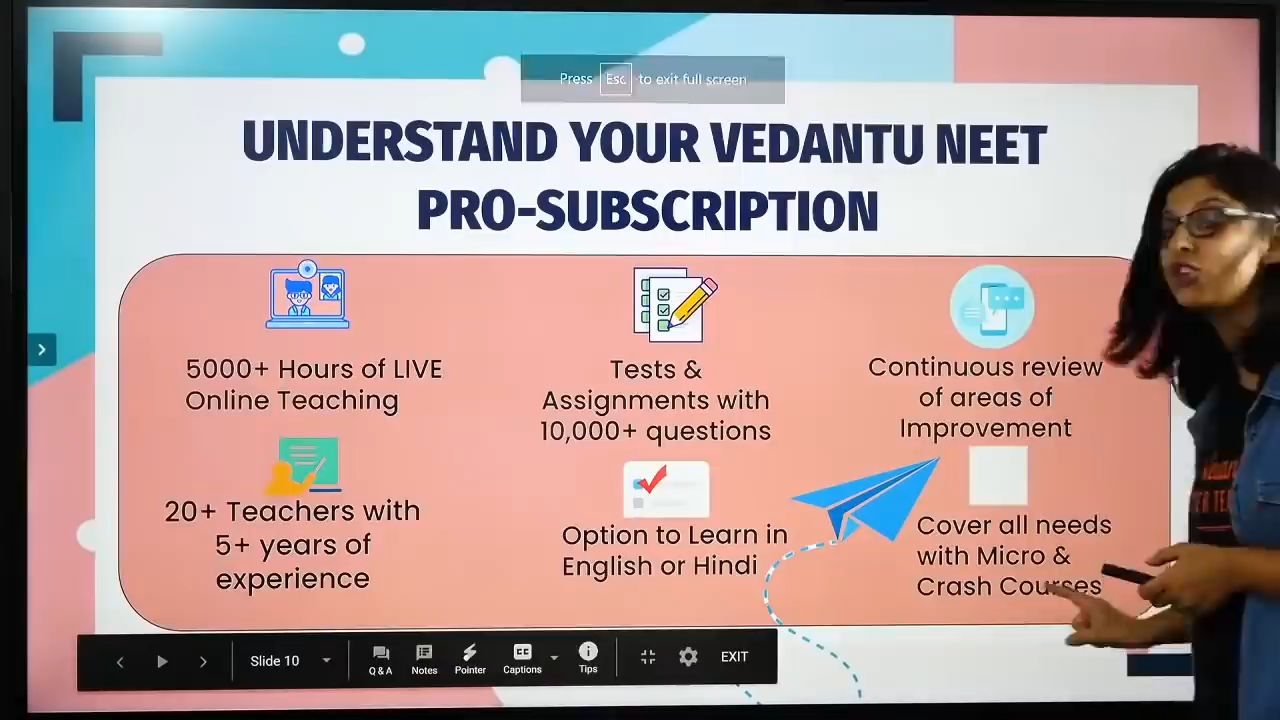 Press Esc to exit full screen
UNDERSTAND YOUR VEDANTU NEET
PRO-SUBSCRIPTION
5000+ Hours of LIVE
Online Teaching
Tests &
Assignments with
10,000+ questions
Continuous review
of areas of
Improvement
20+ Teachers with
5+ years of
experience
Option to Learn in
English or Hindi
Cover all needs
with Micro &
Crash Courses
Slide 10
Q & A
Notes
Pointer
Captions
Tips
EXIT